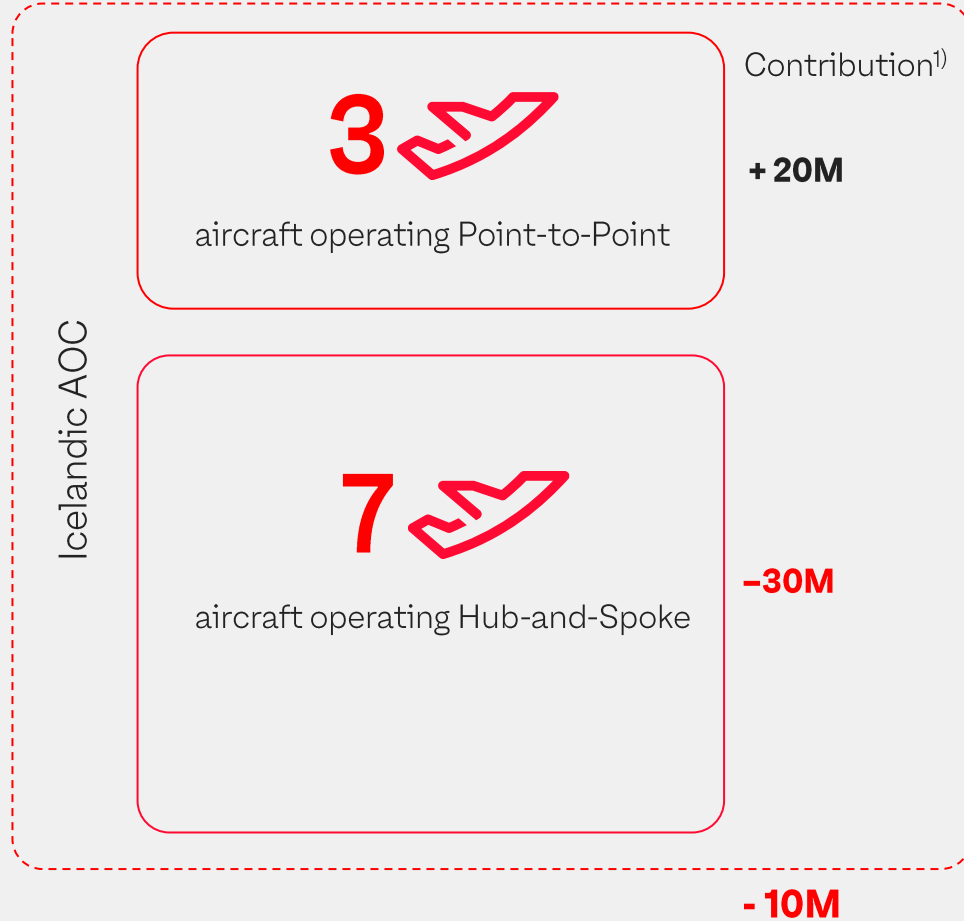 Contribution¹⁾
3
+ 20M
aircraft operating Point-to-Point
Icelandic AOC
7
–30M
aircraft operating Hub-and-Spoke
- 10M